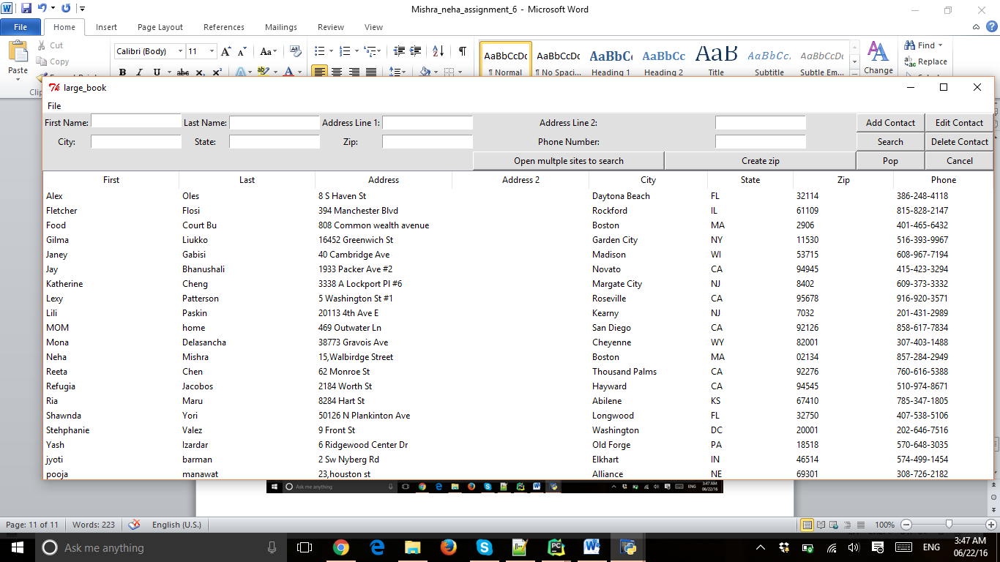 Mishra_neha_assignment_6 - Microsoft Word
File Home Insert Page Layout References Mailings Review View
Paste Cut
Copy
Calibri (Body) 11
AaBbCcDc AaBbCcDc AaBbCc AaBbCc AaB AaBbCc. AaBbCcDc
¶ Normal ¶ No Spaci... Heading 1 Heading 2 Title Subtitle Subtle Em...
Change
Find
Replace
large_book
File
First Name: Last Name: Address Line 1: Address Line 2: Add Contact Edit Contact
City: State: Zip: Phone Number: Search Delete Contact
Open multple sites to search Create zip Pop Cancel
First Last Address Address 2 City State Zip Phone
Alex Oles 8 S Haven St Daytona Beach FL 32114 386-248-4118
Fletcher Flosi 394 Manchester Blvd Rockford IL 61109 815-828-2147
Food Court Bu 808 Common wealth avenue Boston MA 2906 401-465-6432
Gilma Liukko 16452 Greenwich St Garden City NY 11530 516-393-9967
Janey Gabisi 40 Cambridge Ave Madison WI 53715 608-967-7194
Jay Bhanushali 1933 Packer Ave #2 Novato CA 94945 415-423-3294
Katherine Cheng 3338 A Lockport Pl #6 Margate City NJ 8402 609-373-3332
Lexy Patterson 5 Washington St #1 Roseville CA 95678 916-920-3571
Lili Paskin 20113 4th Ave E Kearny NJ 7032 201-431-2989
MOM home 469 Outwater Ln San Diego CA 92126 858-617-7834
Mona Delasancha 38773 Gravois Ave Cheyenne WY 82001 307-403-1488
Neha Mishra 15,Walbirdge Street Boston MA 02134 857-284-2949
Reeta Chen 62 Monroe St Thousand Palms CA 92276 760-616-5388
Refugia Jacobos 2184 Worth St Hayward CA 94545 510-974-8671
Ria Maru 8284 Hart St Abilene KS 67410 785-347-1805
Shawnda Yori 50126 N Plankinton Ave Longwood FL 32750 407-538-5106
Stehphanie Valez 9 Front St Washington DC 20001 202-646-7516
Yash Izardar 6 Ridgewood Center Dr Old Forge PA 18518 570-648-3035
jyoti barman 2 Sw Nyberg Rd Elkhart IN 46514 574-499-1454
pooja manawat 23,houston st Alliance NE 69301 308-726-2182
Ask me anything ENG 3:47 AM
06/22/16
Page: 11 of 11 Words: 223 English (U.S.) 100%
Ask me anything ENG 3:47 AM
06/22/16